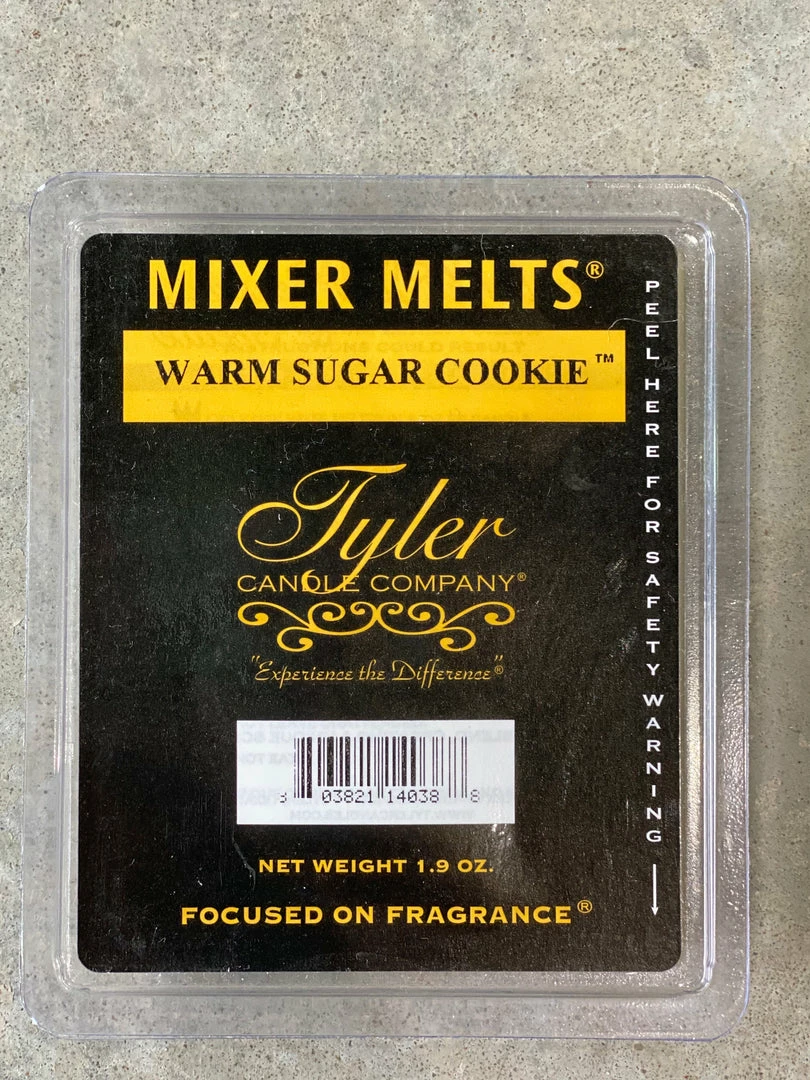 MIXER MELTS®
WARM SUGAR COOKIE™
Tyler
CANDLE COMPANY®
"Experience the Difference"®
03821 14038 8
NET WEIGHT 1.9 OZ.
FOCUSED ON FRAGRANCE®
PEEL HERE FOR SAFETY WARNING